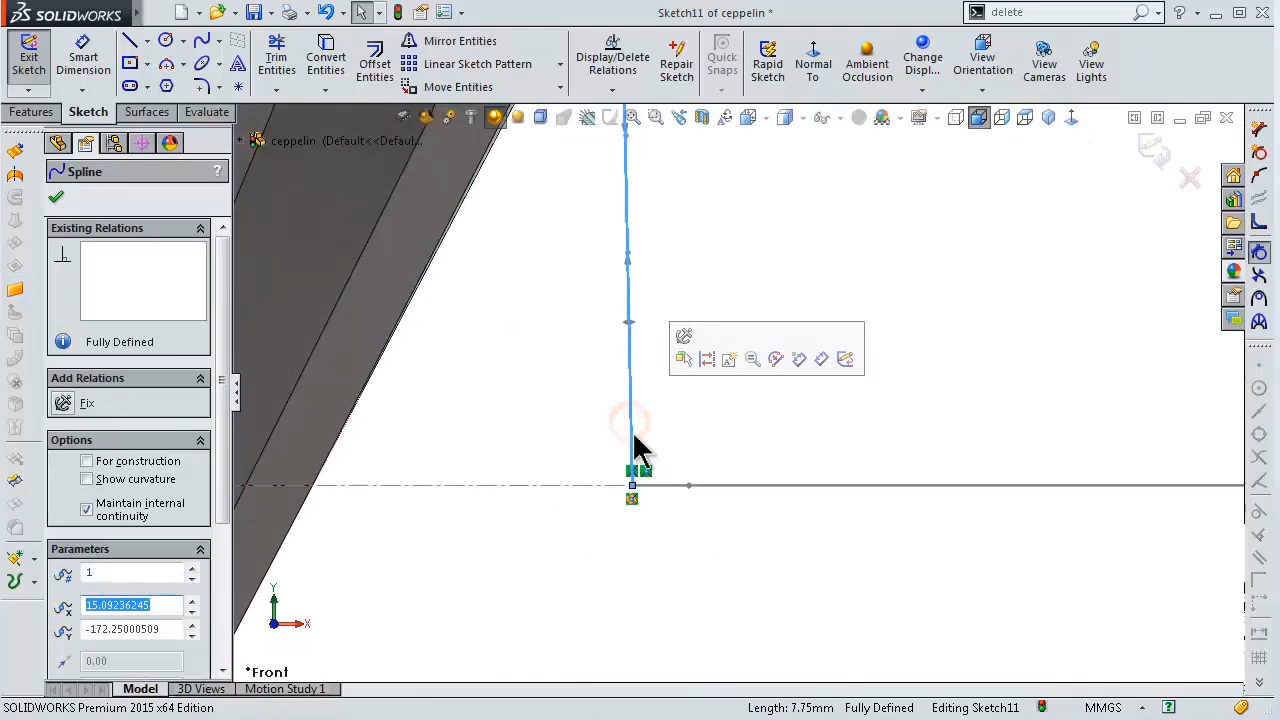 SOLIDWORKS
Sketch11 of ceppelin *
delete
Exit Sketch
Smart Dimension
Trim Entities
Convert Entities
Offset Entities
Mirror Entities
Linear Sketch Pattern
Move Entities
Display/Delete Relations
Repair Sketch
Quick Snaps
Rapid Sketch
Normal To
Ambient Occlusion
Change Displ...
View Orientation
View Cameras
View Lights
Features
Sketch
Surfaces
Evaluate
ceppelin (Default<<Defaul...
Spline
?
Existing Relations
Fully Defined
Add Relations
Fix
Options
For construction
Show curvature
Maintain internal continuity
Parameters
1
15.09236245
-172.25000509
0.00
Y
X
*Front
Model
3D Views
Motion Study 1
SOLIDWORKS Premium 2015 x64 Edition
Length: 7.75mm
Fully Defined
Editing Sketch11
MMGS
?